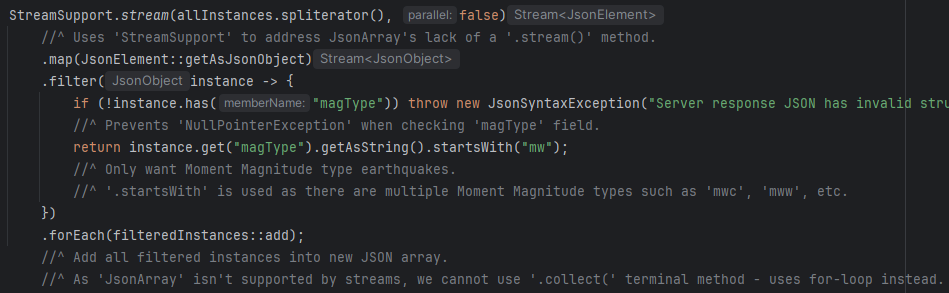 StreamSupport.stream(allInstances.spliterator(), parallel: false) Stream<JsonElement>
//^ Uses 'StreamSupport' to address JsonArray's lack of a '.stream()' method.
.map(JsonElement::getAsJsonObject) Stream<JsonObject>
.filter( JsonObject instance -> {
if (!instance.has( memberName: "magType")) throw new JsonSyntaxException("Server response JSON has invalid stru
//^ Prevents 'NullPointerException' when checking 'magType' field.
return instance.get("magType").getAsString().startsWith("mw");
//^ Only want Moment Magnitude type earthquakes.
//^ '.startsWith' is used as there are multiple Moment Magnitude types such as 'mwc', 'mww', etc.
})
.forEach(filteredInstances::add);
//^ Add all filtered instances into new JSON array.
//^ As 'JsonArray' isn't supported by streams, we cannot use '.collect(' terminal method - uses for-loop instead.